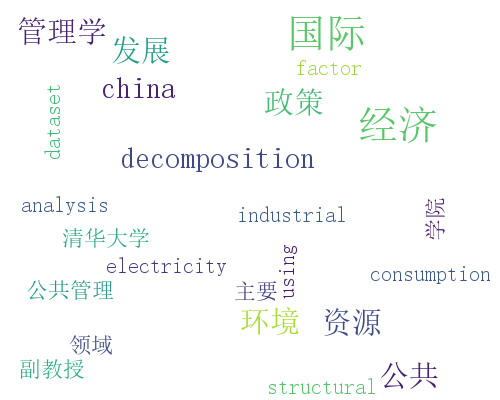 管理学
国际
发展
factor
china
政策
dataset
经济
decomposition
analysis
industrial
学院
清华大学
electricity
using
consumption
公共管理
主要
环境
资源
领域
副教授
公共
structural